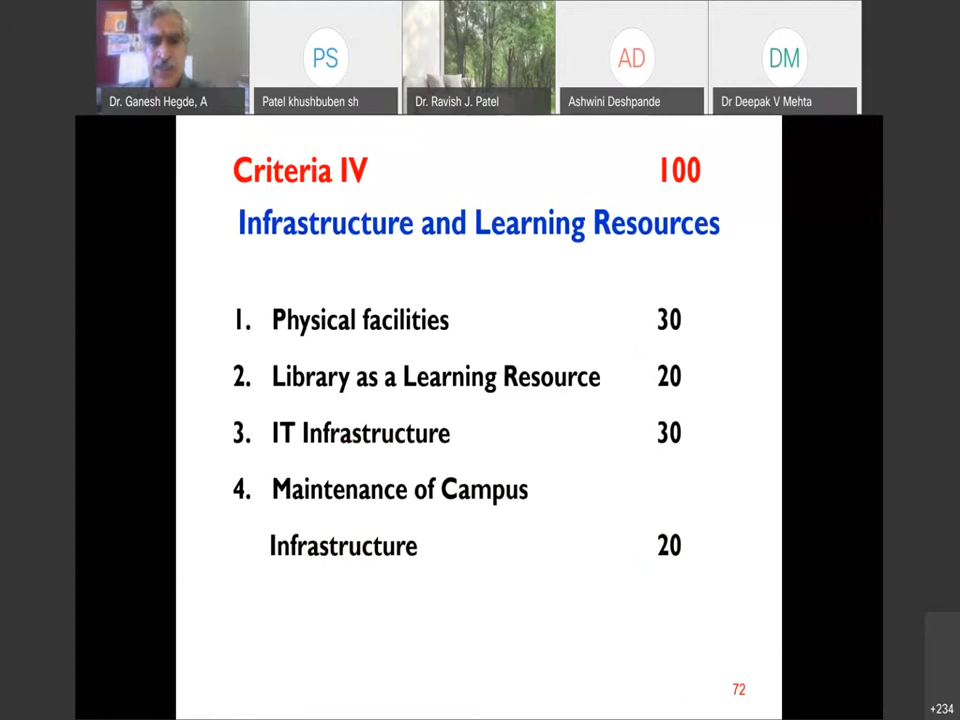 PS
AD
DM
Dr. Ganesh Hegde, A
Patel khushbuben sh
Dr. Ravish J. Patel
Ashwini Deshpande
Dr Deepak V Mehta
Criteria IV 100
Infrastructure and Learning Resources
1. Physical facilities 30
2. Library as a Learning Resource 20
3. IT Infrastructure 30
4. Maintenance of Campus
Infrastructure 20
72
+234